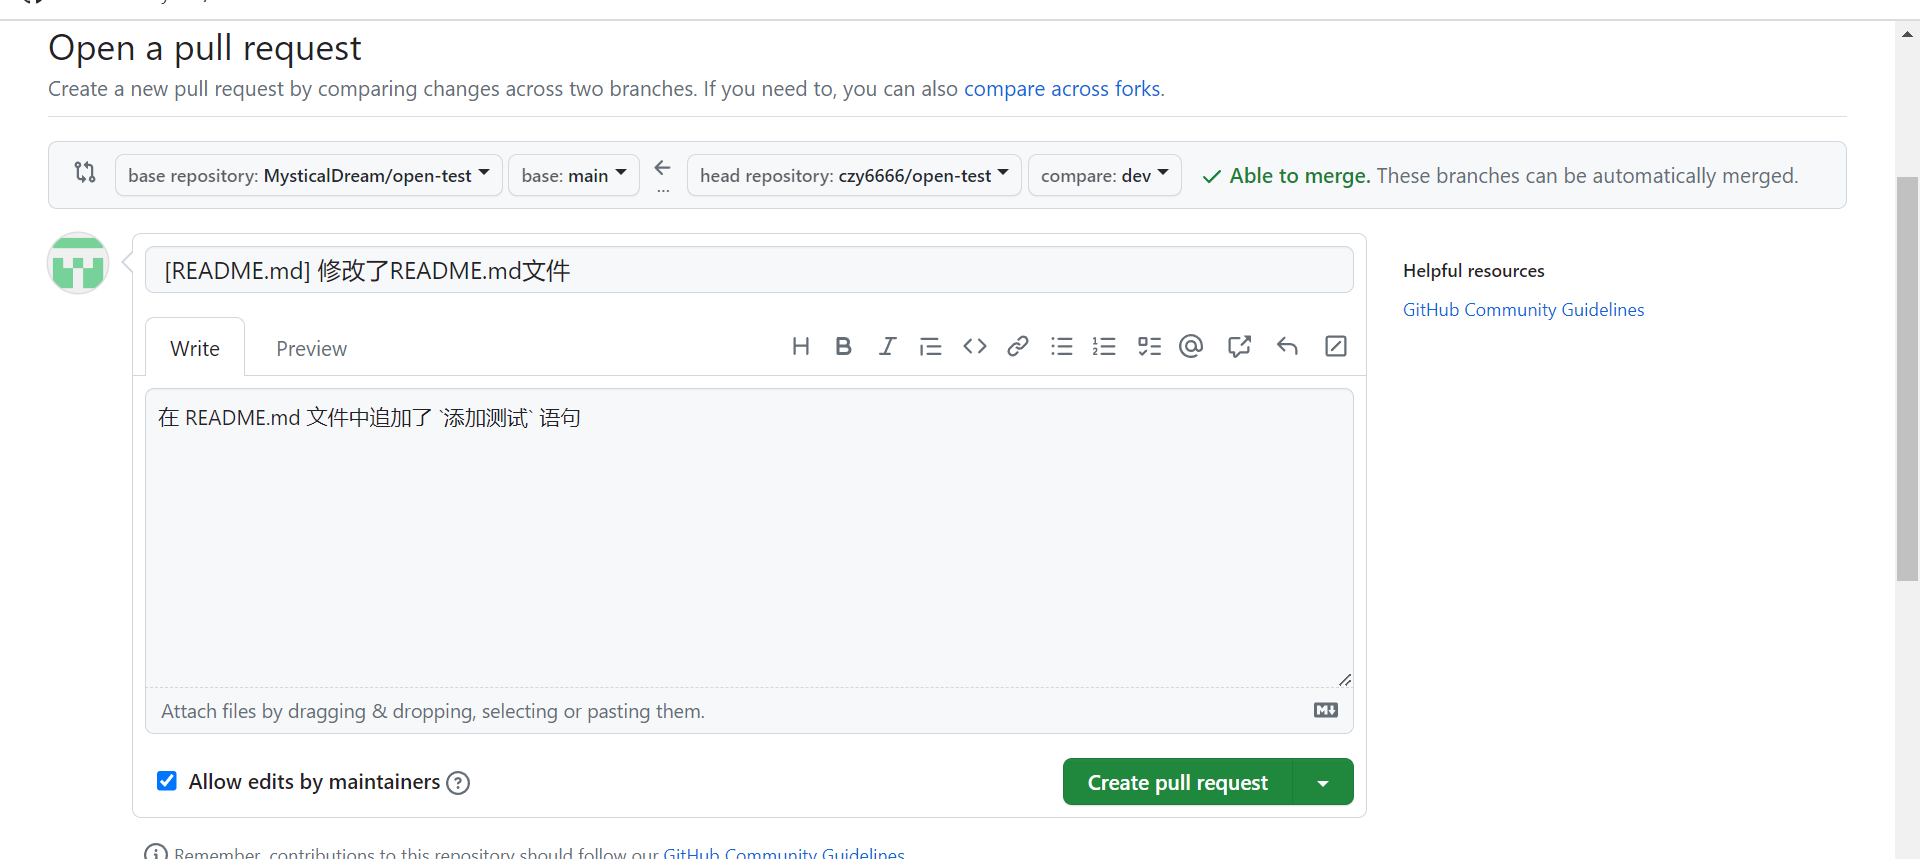 Open a pull request
Create a new pull request by comparing changes across two branches. If you need to, you can also compare across forks.
base repository: MysticalDream/open-test base: main ... head repository: czy6666/open-test compare: dev Able to merge. These branches can be automatically merged.
[README.md] 修改了README.md文件
Helpful resources
GitHub Community Guidelines
Write Preview
在 README.md 文件中追加了 `添加测试` 语句
Attach files by dragging & dropping, selecting or pasting them.
Allow edits by maintainers
Create pull request
Remember, contributions to this repository should follow our GitHub Community Guidelines.